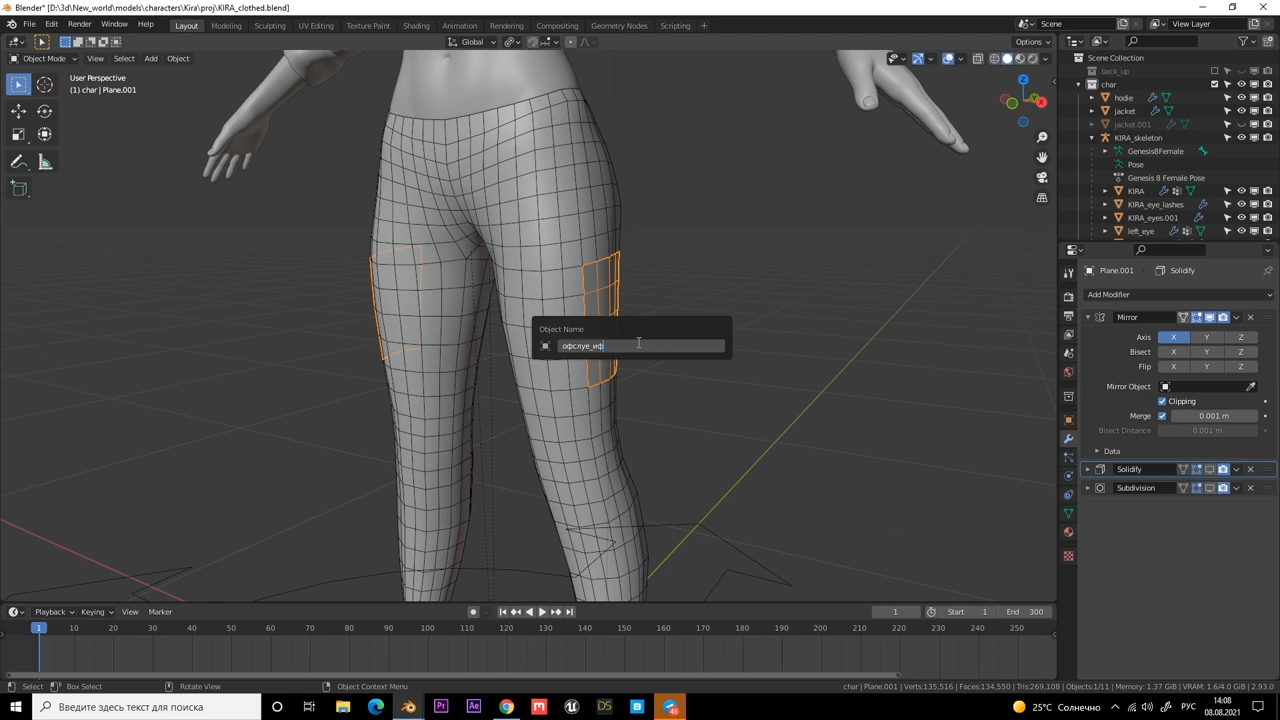 Blender* [D:\3d\New_world\models\characters\Kira\proj\KIRA_clothed.blend]
File Edit Render Window Help Layout Modeling Sculpting UV Editing Texture Paint Shading Animation Rendering Compositing Geometry Nodes Scripting + Scene View Layer
Global Options
Object Mode View Select Add Object
User Perspective
(1) char | Plane.001
Scene Collection
back_up
char
hodie
jacket
jacket.001
KIRA_skeleton
Genesis8Female
Pose
Genesis 8 Female Pose
KIRA
KIRA_eye_lashes
KIRA_eyes.001
left_eye
Z
X
Object Name
офслуе_иф
Plane.001 Solidify
Add Modifier
Mirror
Axis X Y Z
Bisect X Y Z
Flip X Y Z
Mirror Object
Clipping
Merge 0.001 m
Bisect Distance 0.001 m
Data
Solidify
Subdivision
Playback Keying View Marker 1 Start 1 End 300
1 10 20 30 40 50 60 70 80 90 100 110 120 130 140 150 160 170 180 190 200 210 220 230 240 250
Select Box Select Rotate View Object Context Menu char | Plane.001 | Verts:135,516 | Faces:134,550 | Tris:269,108 | Objects:1/11 | Memory: 1.37 GiB | VRAM: 1.6/4.0 GiB | 2.93.0
Введите здесь текст для поиска
Pr Ae DS 25°C Солнечно РУС 14:08
08.08.2021